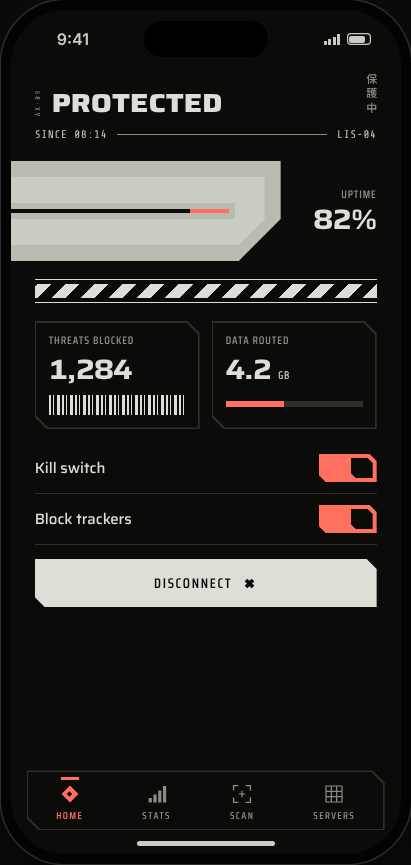 9:41
AX-09
PROTECTED
保護中
SINCE 08:14
LIS-04
UPTIME
82%
THREATS BLOCKED
1,284
DATA ROUTED
4.2 GB
Kill switch
Block trackers
DISCONNECT ✖
HOME
STATS
SCAN
SERVERS